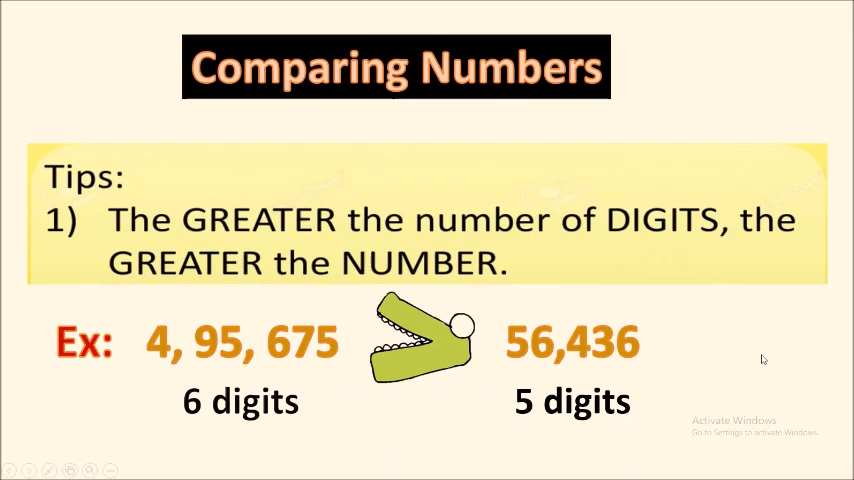 Comparing Numbers
Tips:
1) The GREATER the number of DIGITS, the
GREATER the NUMBER.
Ex: 4, 95, 675 56,436
6 digits 5 digits
Activate Windows
Go to Settings to activate Windows.